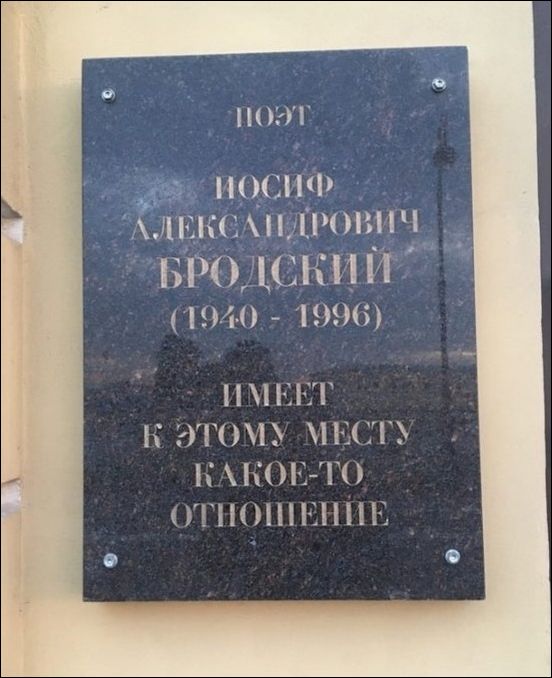 ПОЭТ
ИОСИФ
АЛЕКСАНДРОВИЧ
БРОДСКИЙ
(1940 - 1996)
ИМЕЕТ
К ЭТОМУ МЕСТУ
КАКОЕ-ТО
ОТНОШЕНИЕ